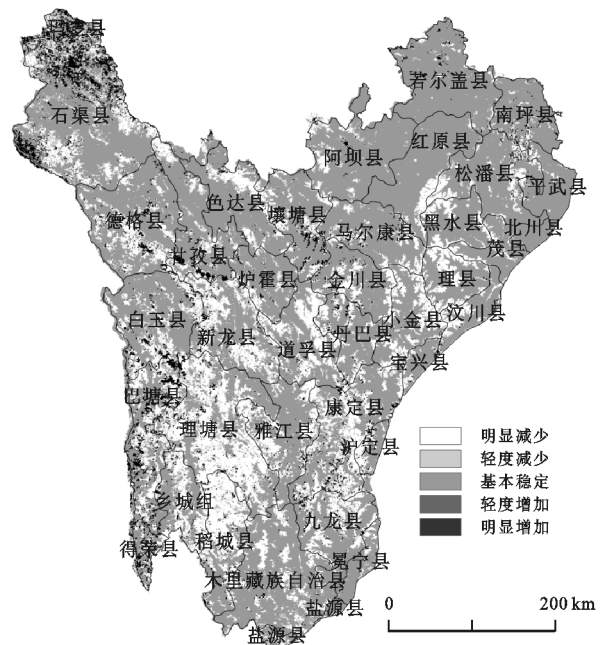 若尔盖县
石渠县
南坪县
红原县
阿坝县
松潘县
平武县
色达县
壤塘县
德格县
马尔康县
黑水县
北川县
茂县
甘孜县
炉霍县
金川县
理县
白玉县
小金县
汶川县
新龙县
丹巴县
道孚县
宝兴县
巴塘县
康定县
理塘县
雅江县
泸定县
明显减少
轻度减少
基本稳定
轻度增加
明显增加
乡城组
九龙县
稻城县
得荣县
冕宁县
木里藏族自治县
盐源县
盐源县
0 200 km